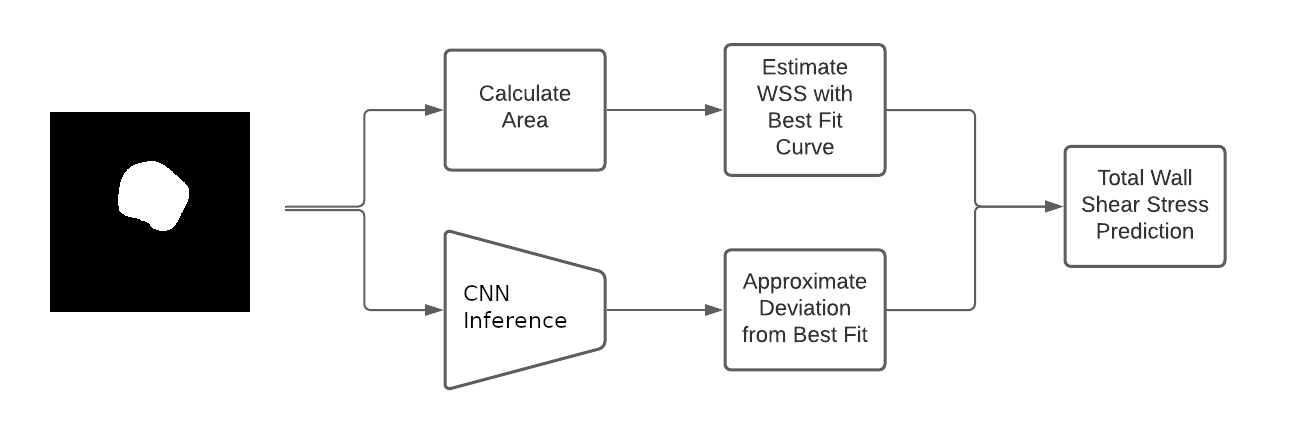 Calculate
Area
Estimate
WSS with
Best Fit
Curve
CNN
Inference
Approximate
Deviation
from Best Fit
Total Wall
Shear Stress
Prediction